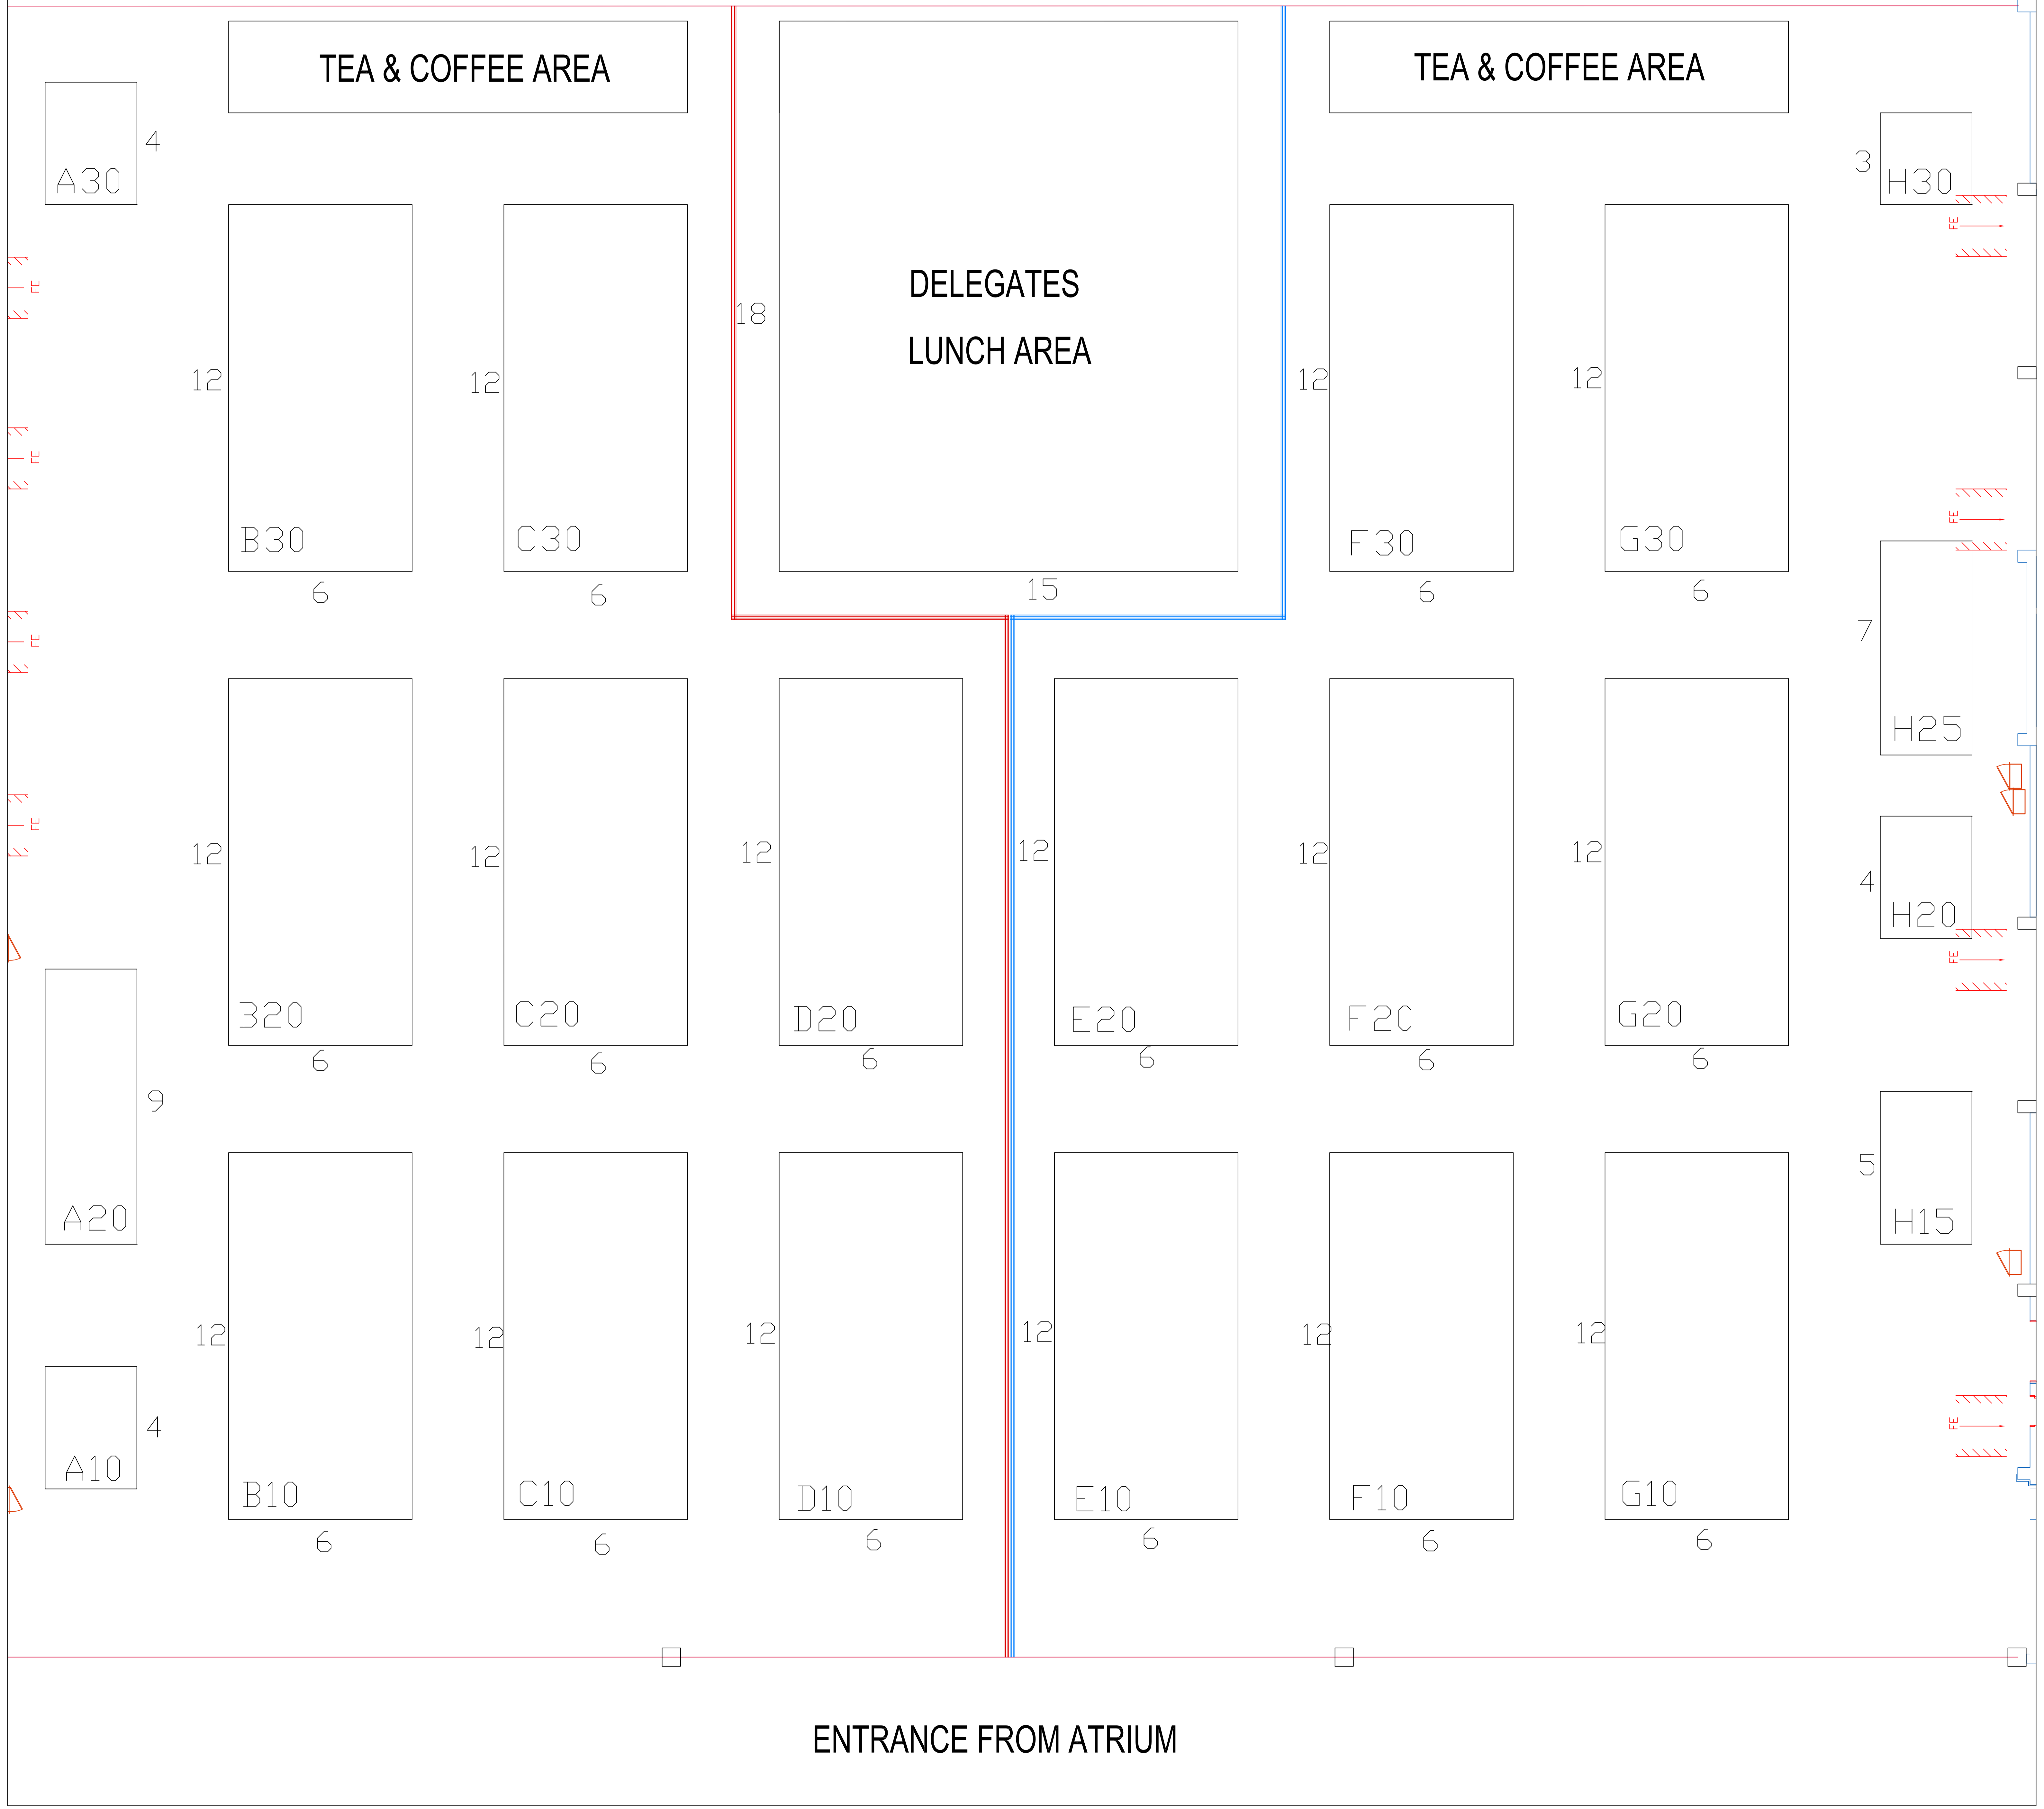 TEA & COFFEE AREA
TEA & COFFEE AREA
A30
4
3
H30
FE
DELEGATES
LUNCH AREA
18
FE
12
12
12
12
FE
FE
B30
C30
F30
G30
6
6
15
6
6
FE
7
H25
FE
12
12
12
12
12
12
4
H20
FE
B20
C20
D20
E20
F20
G20
6
6
6
6
6
6
9
A20
5
H15
12
12
12
12
12
12
4
A10
FE
B10
C10
D10
E10
F10
G10
6
6
6
6
6
6
ENTRANCE FROM ATRIUM